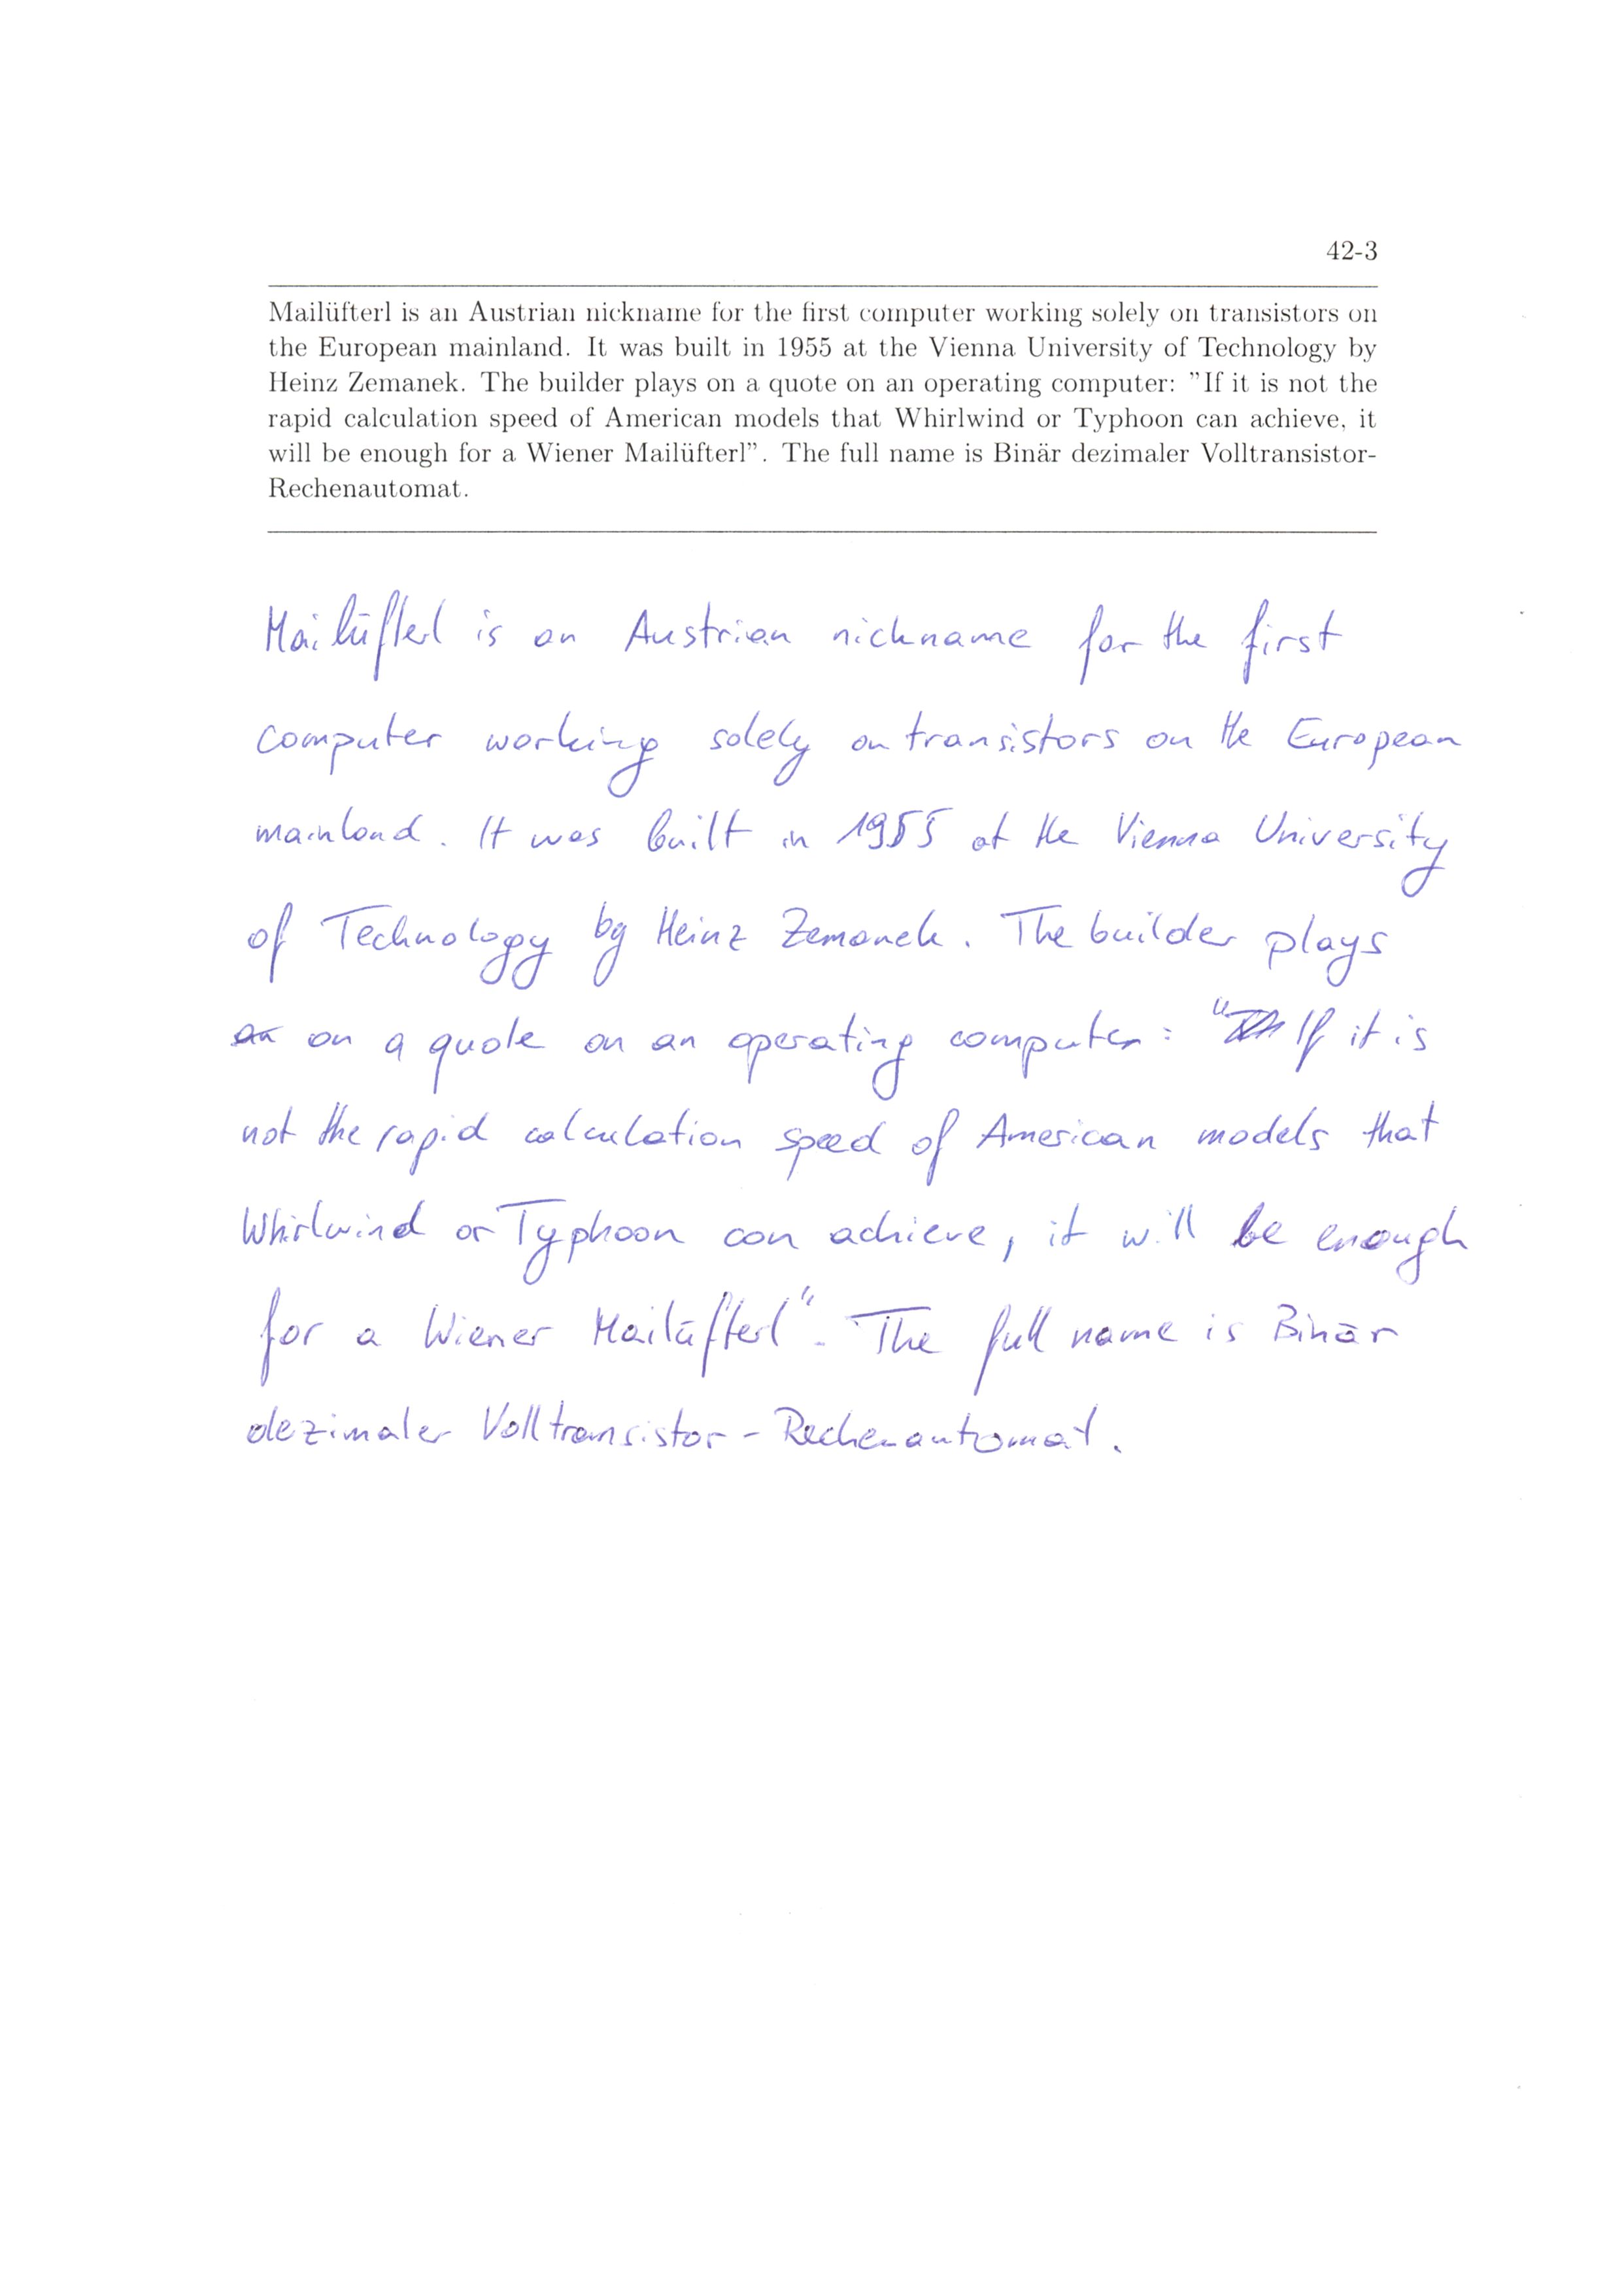 42-3
Mailüfterl is an Austrian nickname for the first computer working solely on transistors on
the European mainland. It was built in 1955 at the Vienna University of Technology by
Heinz Zemanek. The builder plays on a quote on an operating computer: "If it is not the
rapid calculation speed of American models that Whirlwind or Typhoon can achieve, it
will be enough for a Wiener Mailüfterl". The full name is Binär dezimaler Volltransistor-
Rechenautomat.
Mailüfterl is an Austrian nickname for the first
computer working solely on transistors on the European
mainland. It was built in 1955 at the Vienna University
of Technology by Heinz Zemanek. The builder plays
on a quote on an operating computer: "If it is
not the rapid calculation speed of American models that
Whirlwind or Typhoon can achieve, it will be enough
for a Wiener Mailüfterl". The full name is Binär
dezimaler Volltransistor-Rechenautomat.